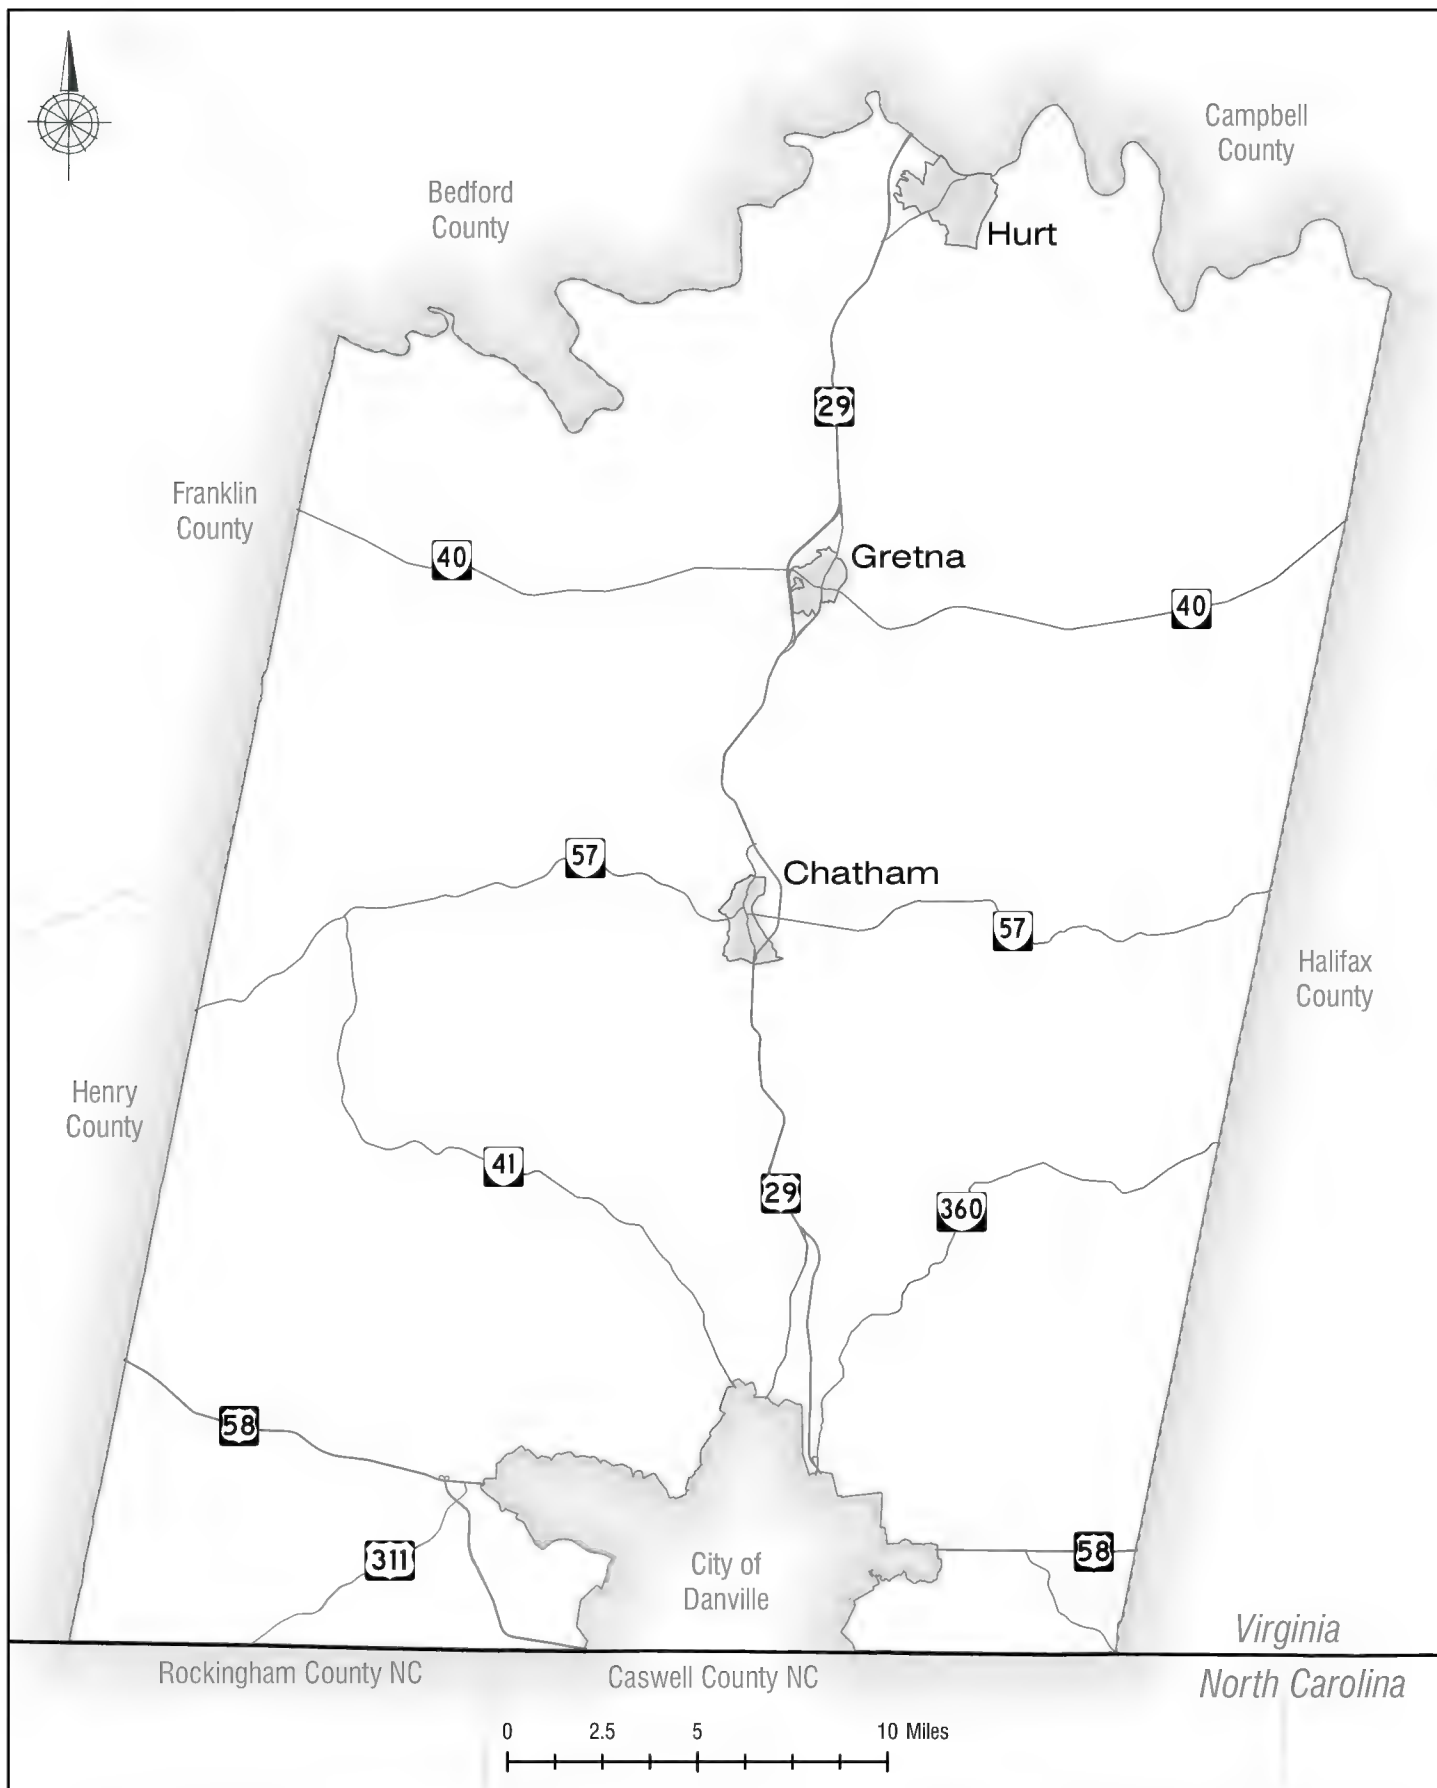 Campbell
County
Bedford
County
Hurt
29
Franklin
County
40
Gretna
40
57
Chatham
57
Halifax
County
Henry
County
41
29
360
58
311
City of
Danville
58
Virginia
Rockingham County NC
Caswell County NC
North Carolina
0 2.5 5 10 Miles